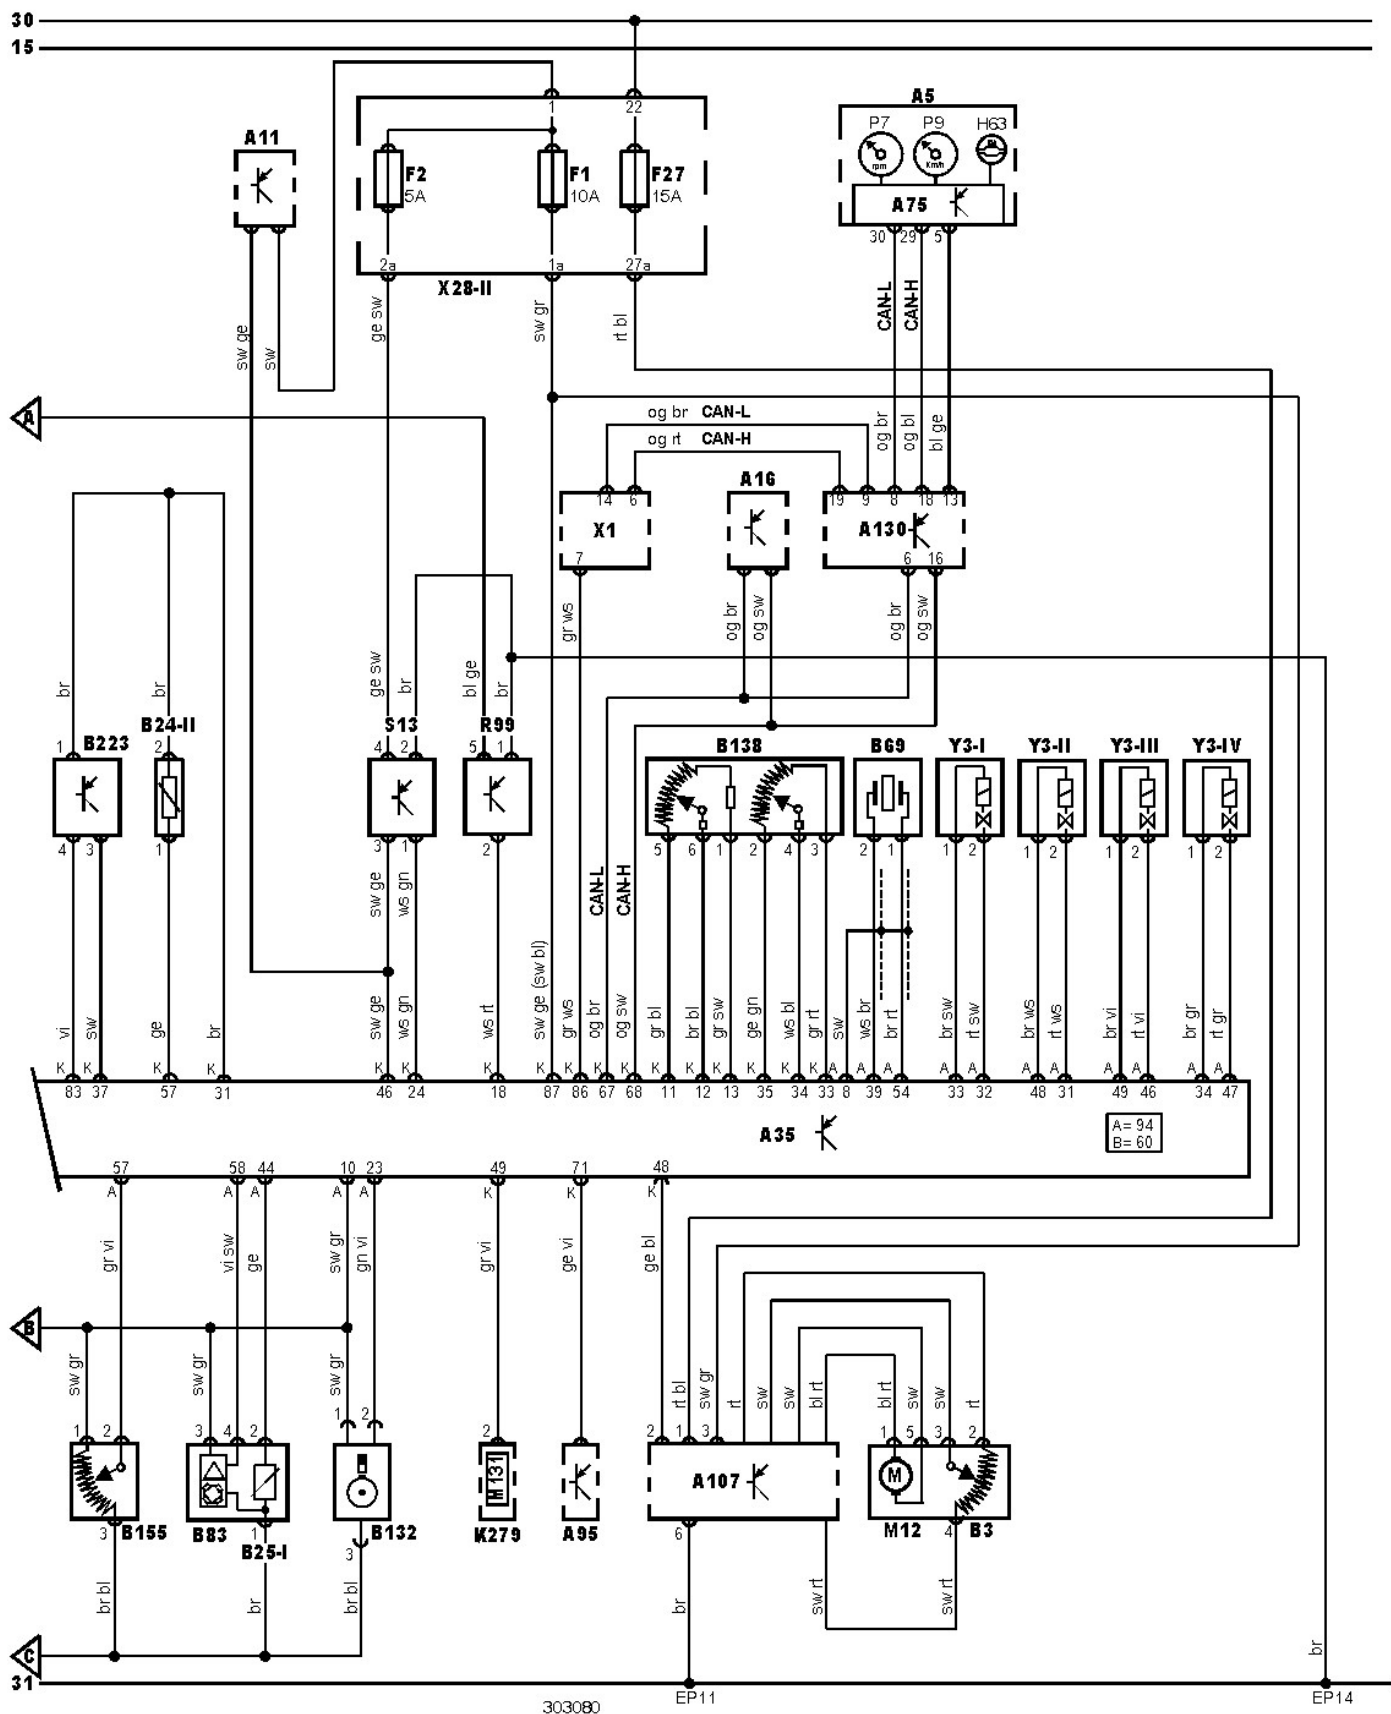 30
15
A5
P7 P9 H63
rpm Km/h
A75
30 29 5
A11
1 22
F2 5A
F1 10A
F27 15A
2a 1a 27a
X28-II
sw ge
sw
ge sw
sw gr
rt bl
CAN-L
CAN-H
A
og br CAN-L
og rt CAN-H
og br
og bl
bl ge
14 6
X1
7
A16
19 9 8 18 13
A130
6 16
gr ws
og br
og sw
og br
og sw
br
br
ge sw
br
bl ge
br
1 B223
B24-II
2
S13
4 2
R99
5 1
B138
B69
Y3-I
Y3-II
Y3-III
Y3-IV
4 3
1
3 1
2
5 6 1 2 4 3
2 1
1 2
1 2
1 2
1 2
sw ge
ws gn
CAN-L
CAN-H
vi
sw
ge
br
sw ge
ws gn
ws rt
sw ge (sw bl)
gr ws
og br
og sw
gr bl
br bl
gr sw
ge gn
ws bl
gr rt
sw
ws br
br rt
br sw
rt sw
br ws
rt ws
br vi
rt vi
br gr
rt gr
K K K K K K K K K K K K K K K K K A A A A A A A A A A
83 37 57 31 46 24 18 87 86 67 68 11 12 13 35 34 33 8 39 54 33 32 48 31 49 46 34 47
A35
A= 94
B= 60
57 58 44 10 23 49 71 48
A A A A A K K K
gr vi
vi sw
ge
sw gr
gn vi
gr vi
ge vi
ge bl
B
sw gr
sw gr
sw gr
rt bl
sw gr
rt
sw
sw
bl rt
bl rt
sw
sw
rt
1 2
3 4 2
1 2
2
2 1 3
1 5 3 2
M131
A107
M
3 B155
B83
1
B25-I
B132
3
K279
A95
6
M12
4 B3
br bl
br
br bl
br
sw rt
sw rt
br
C
31
303080
EP11
EP14